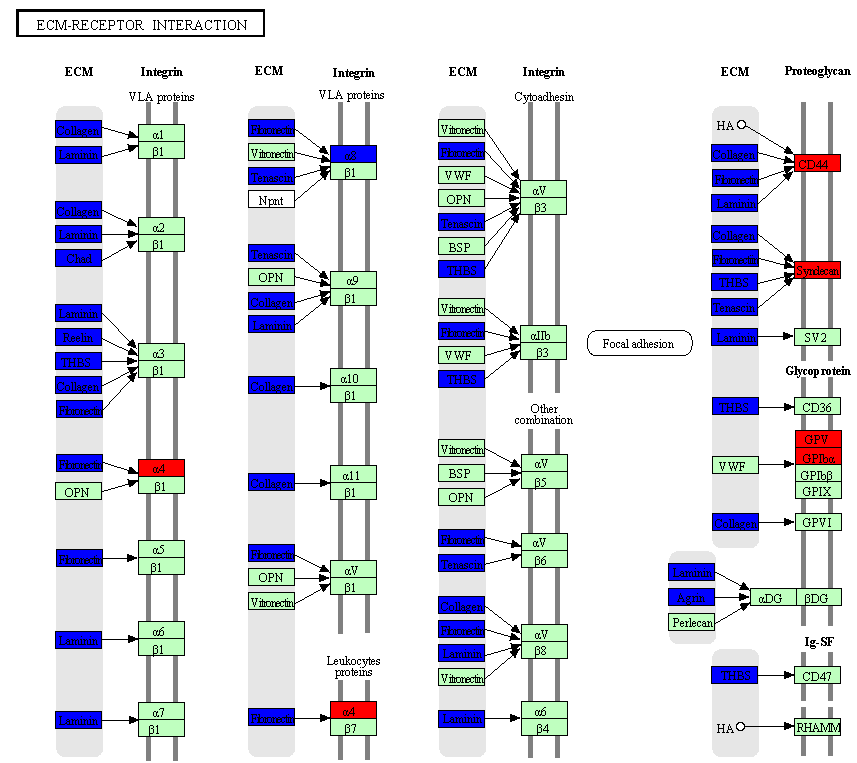 ECM-RECEPTOR INTERACTION
ECM Integrin
VLA proteins
Collagen
Laminin
α1
β1
Collagen
Laminin
α2
β1
Laminin
Reelin
THBS
Collagen
Fibronectin
α3
β1
Fibronectin
OPN
α4
β1
Fibronectin
α5
β1
Laminin
α6
β1
Laminin
α7
β1
ECM Integrin
VLA proteins
Fibronectin
Vitronectin
Tenascin
Npnt
α8
β1
Tenascin
OPN
Collagen
Laminin
α9
β1
Collagen
α10
β1
Collagen
α11
β1
Fibronectin
OPN
Vitronectin
αV
β1
Leukocytes
proteins
Fibronectin
α4
β7
ECM Integrin
Cytoadhesin
Vitronectin
Fibronectin
VWF
OPN
Tenascin
BSP
THBS
αV
β3
Vitronectin
Fibronectin
VWF
THBS
αIIb
β3
Other
combination
Vitronectin
BSP
OPN
αV
β5
Fibronectin
Tenascin
αV
β6
Collagen
Fibronectin
Laminin
Vitronectin
αV
β8
Laminin
α6
β4
Focal adhesion
ECM Proteoglycan
HA
Collagen
Fibronectin
Laminin
CD44
Collagen
Fibronectin
THBS
Tenascin
Syndecan
Laminin
SV2
Glycoprotein
THBS
CD36
VWF
GPV
GPIbα
GPIbβ
GPIX
Collagen
GPVI
Laminin
Agrin
Perlecan
αDG βDG
Ig-SF
THBS
CD47
HA
RHAMM